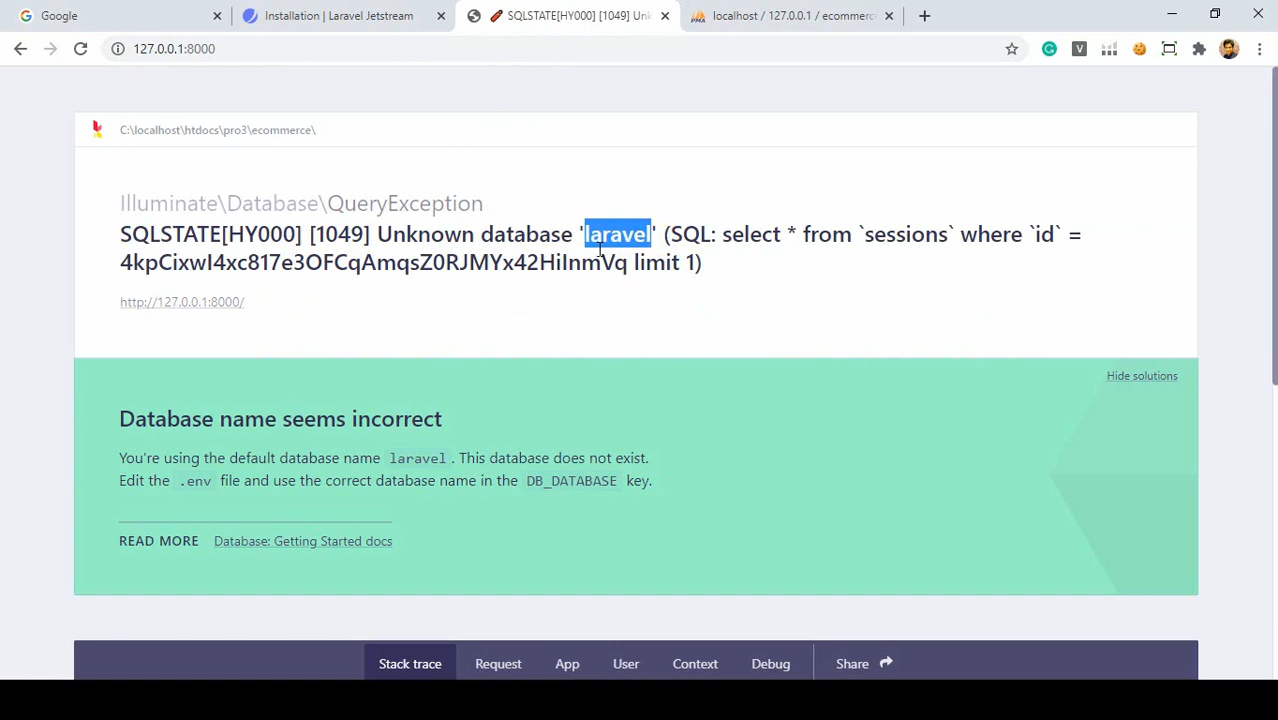 Google
Installation | Laravel Jetstream
SQLSTATE[HY000] [1049] Unk
localhost / 127.0.0.1 / ecommerce
127.0.0.1:8000
C:\localhost\htdocs\pro3\ecommerce\
Illuminate\Database\QueryException
SQLSTATE[HY000] [1049] Unknown database 'laravel' (SQL: select * from `sessions` where `id` =
4kpCixwI4xc817e3OFCqAmqsZ0RJMYx42HiInmVq limit 1)
http://127.0.0.1:8000/
Hide solutions
Database name seems incorrect
You're using the default database name laravel. This database does not exist.
Edit the .env file and use the correct database name in the DB_DATABASE key.
READ MORE Database: Getting Started docs
Stack trace Request App User Context Debug Share